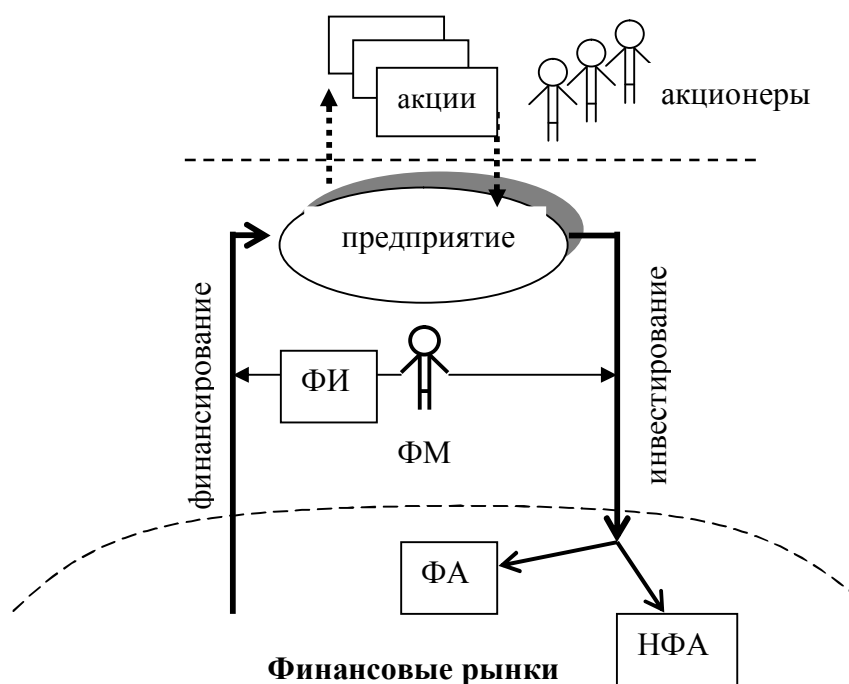 акции
акционеры
предприятие
финансирование
инвестирование
ФИ
ФМ
ФА
НФА
Финансовые рынки